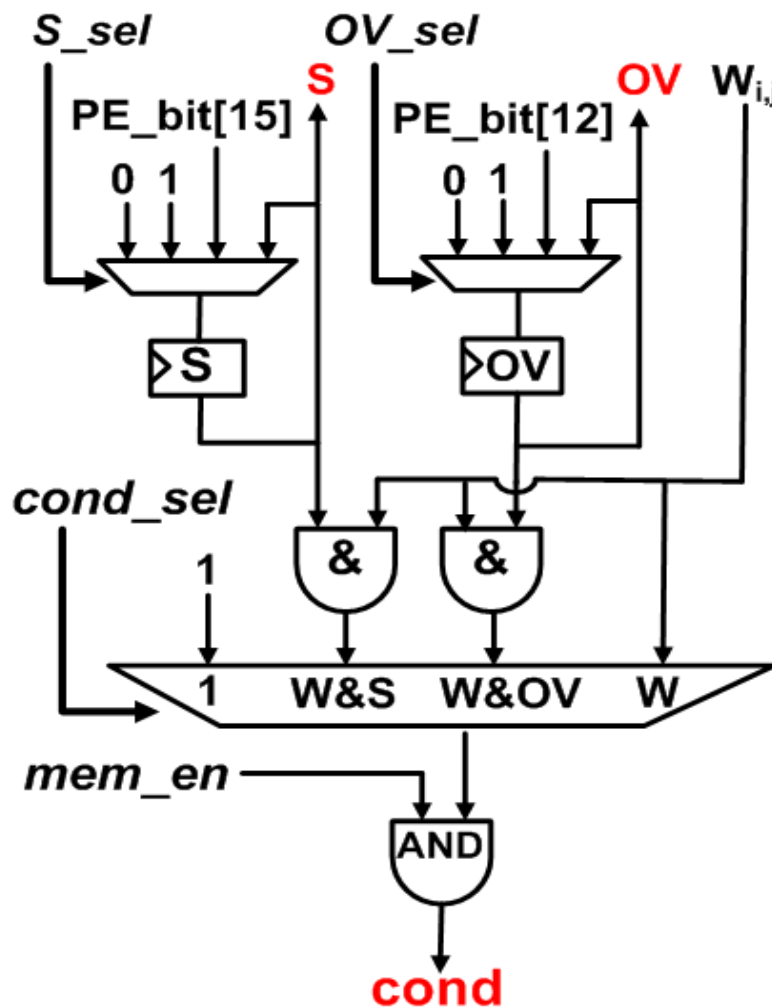 S_sel OV_sel
S OV W_{i,j}
PE_bit[15] PE_bit[12]
0 1 0 1
S OV
cond_sel
& &
1
1 W&S W&OV W
mem_en
AND
cond